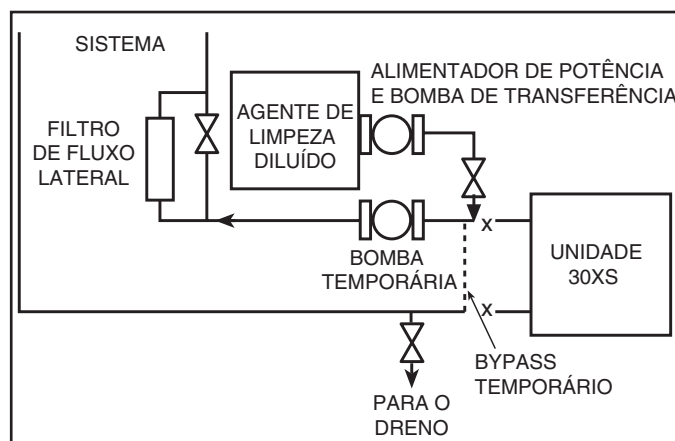 SISTEMA
ALIMENTADOR DE POTÊNCIA
E BOMBA DE TRANSFERÊNCIA
AGENTE DE
LIMPEZA
DILUÍDO
FILTRO
DE FLUXO
LATERAL
x
UNIDADE
30XS
BOMBA
TEMPORÁRIA
x
BYPASS
TEMPORÁRIO
PARA O
DRENO